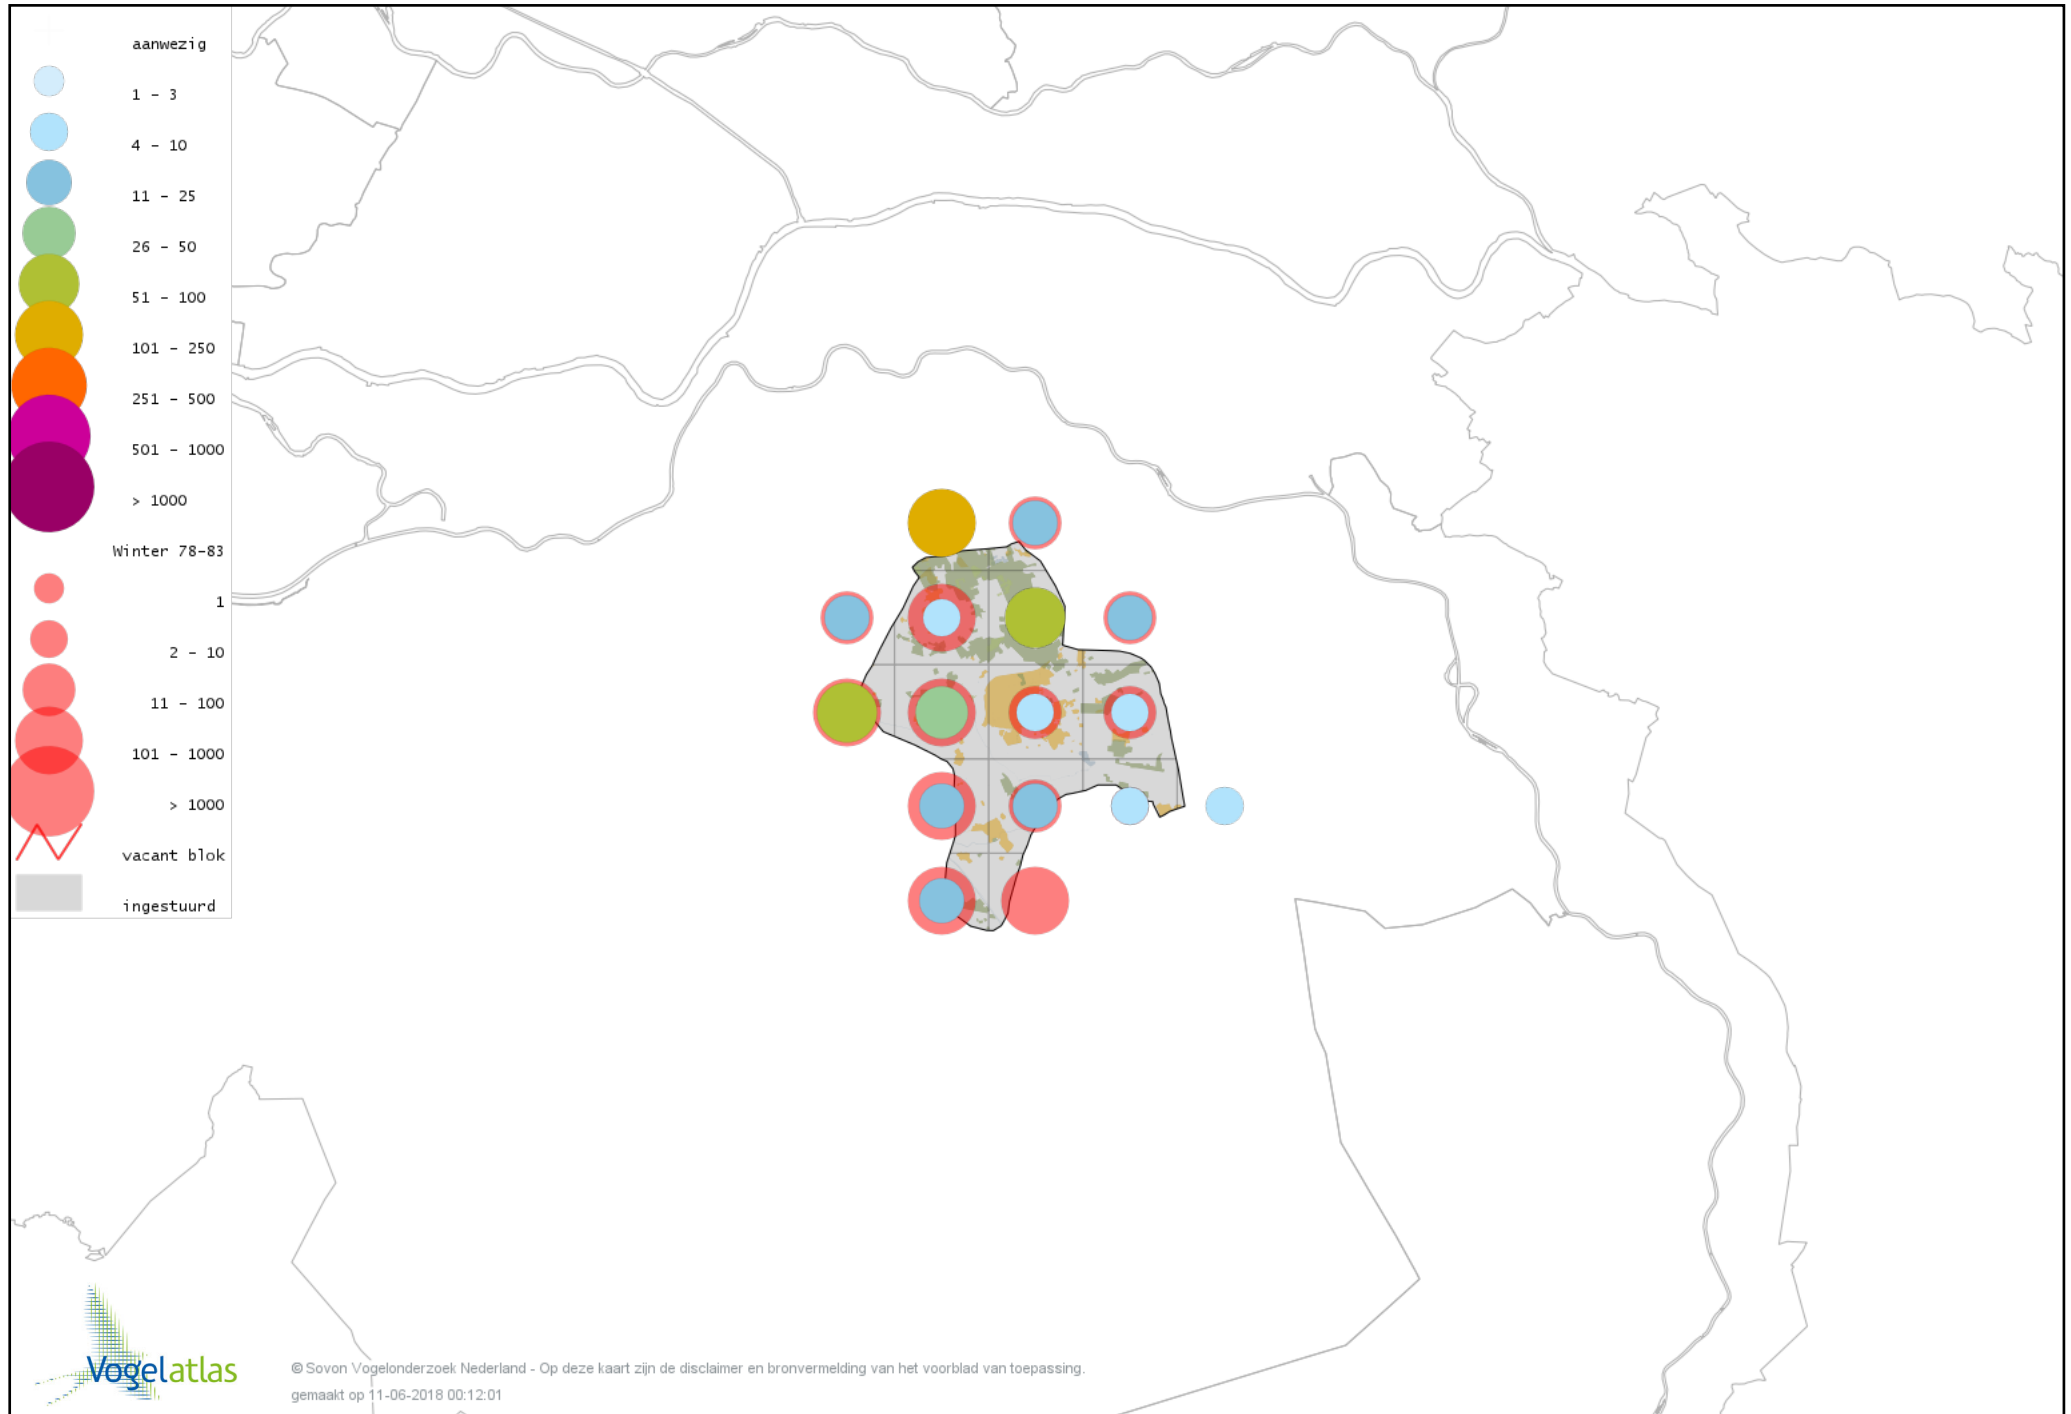 aanwezig
1 - 3
4 - 10
11 - 25
26 - 50
51 - 100
101 - 250
251 - 500
501 - 1000
> 1000
Winter 78-83
1
2 - 10
11 - 100
101 - 1000
> 1000
vacant blok
ingestuurd
Vogelatlas
© Sovon Vogelonderzoek Nederland - Op deze kaart zijn de disclaimer en bronvermelding van het voorblad van toepassing.
gemaakt op 11-06-2018 00:12:01